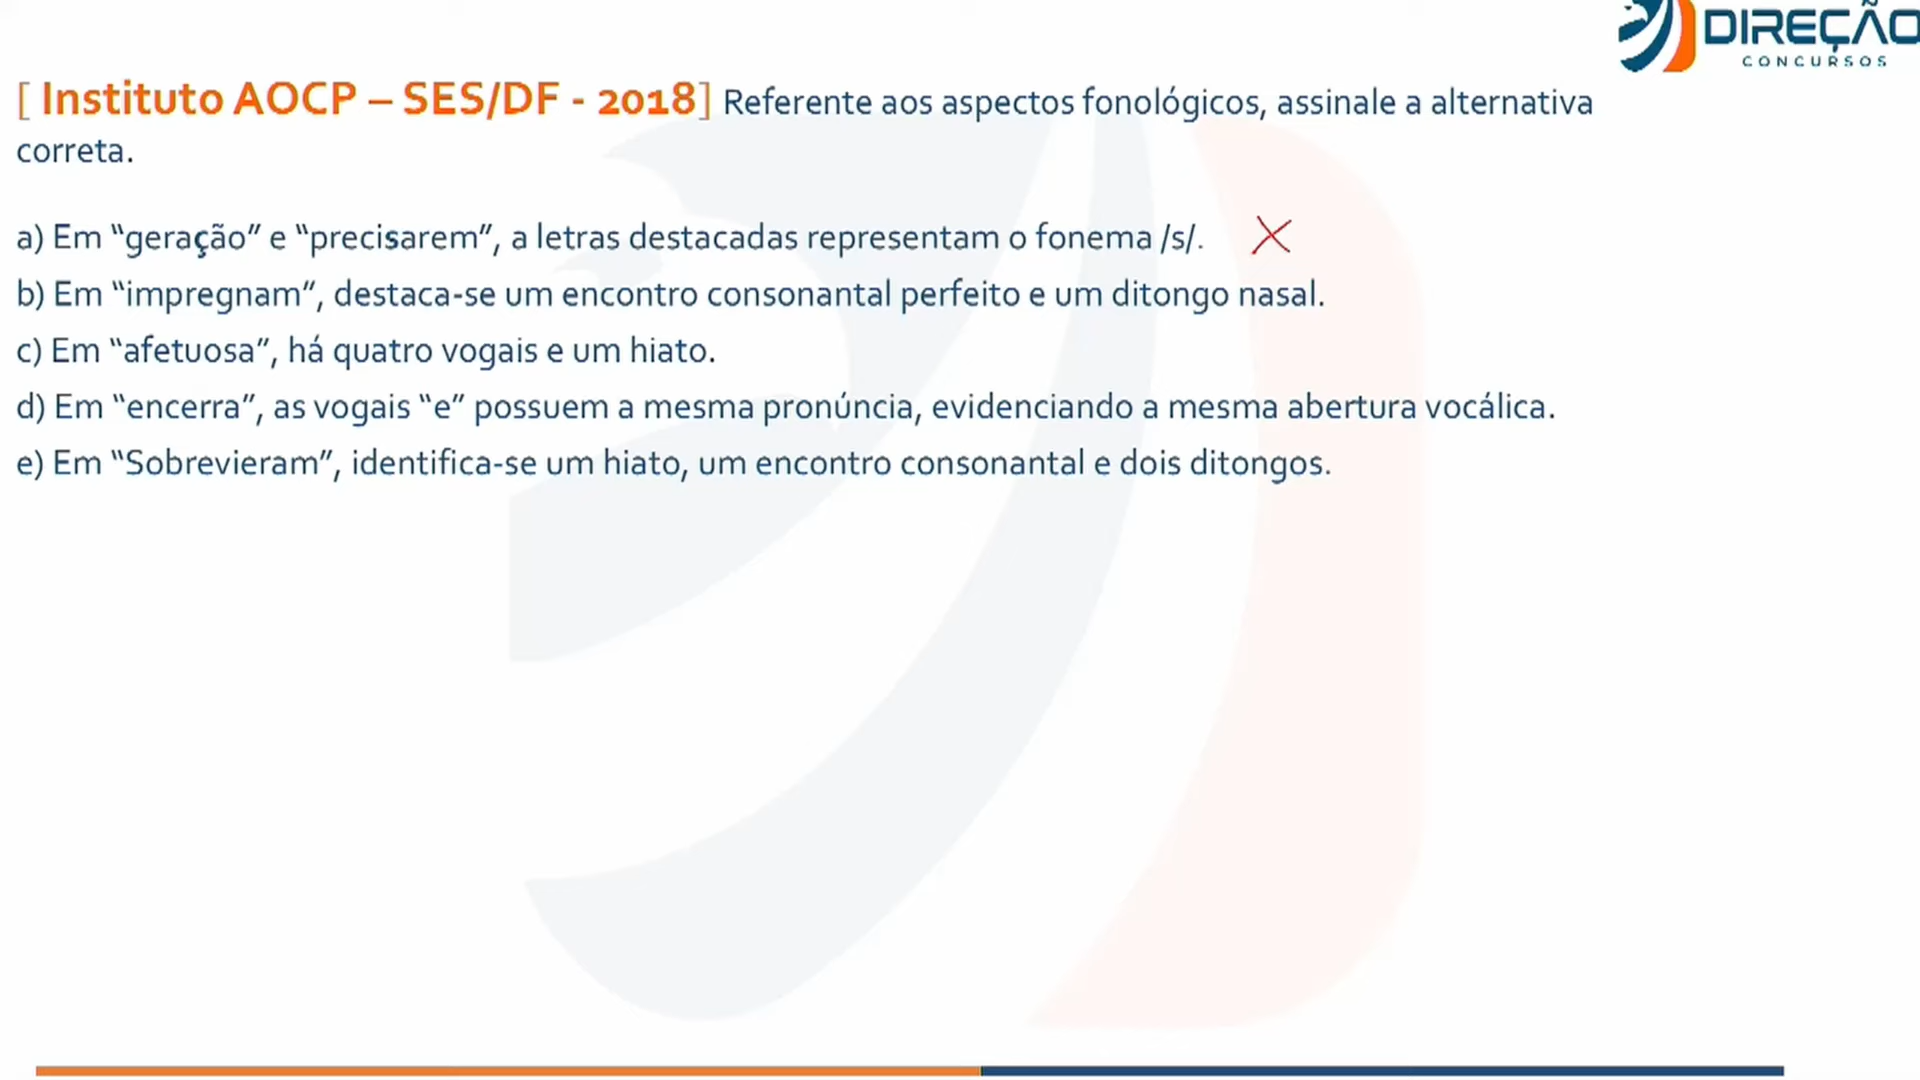 DIREÇÃO
CONCURSOS
[ Instituto AOCP – SES/DF - 2018] Referente aos aspectos fonológicos, assinale a alternativa
correta.
a) Em “geração” e “precisarem”, a letras destacadas representam o fonema /s/.
b) Em “impregnam”, destaca-se um encontro consonantal perfeito e um ditongo nasal.
c) Em “afetuosa”, há quatro vogais e um hiato.
d) Em “encerra”, as vogais “e” possuem a mesma pronúncia, evidenciando a mesma abertura vocálica.
e) Em “Sobrevieram”, identifica-se um hiato, um encontro consonantal e dois ditongos.